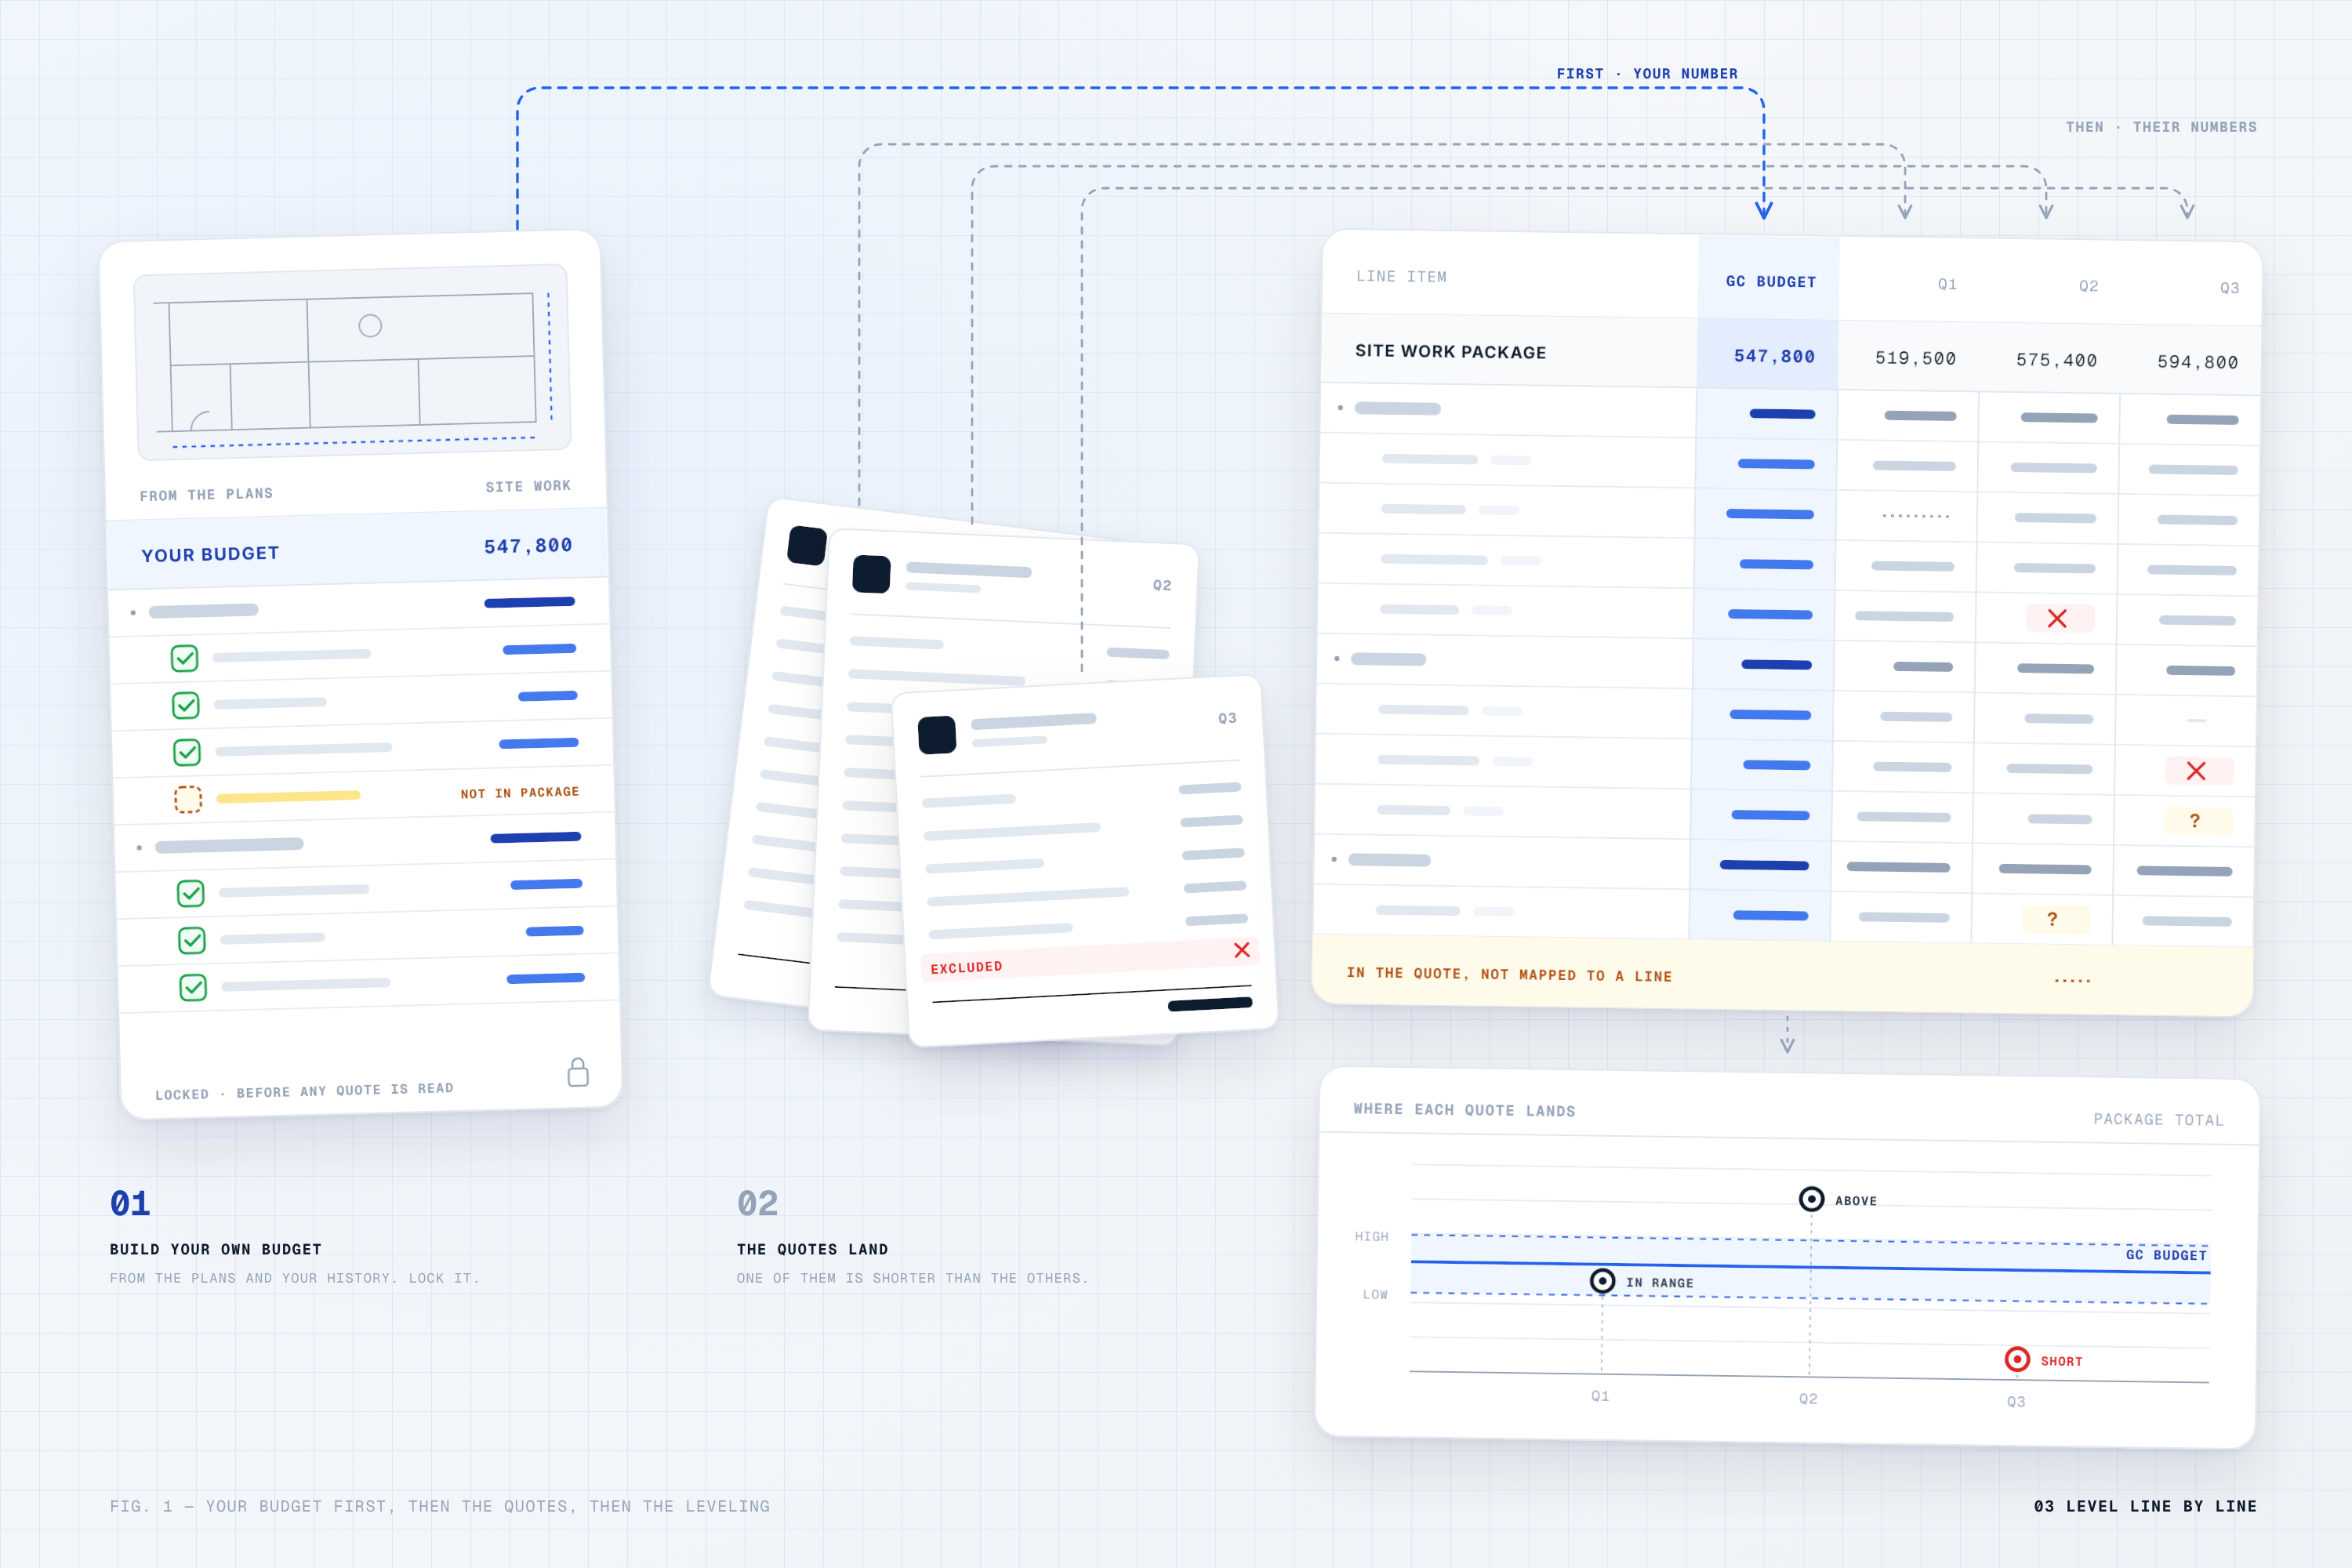 FIRST · YOUR NUMBER
THEN · THEIR NUMBERS
FROM THE PLANS
SITE WORK
YOUR BUDGET
547,800
NOT IN PACKAGE
LOCKED · BEFORE ANY QUOTE IS READ
Q2
Q3
EXCLUDED
LINE ITEM
GC BUDGET
Q1
Q2
Q3
SITE WORK PACKAGE
547,800
519,500
575,400
594,800
?
?
IN THE QUOTE, NOT MAPPED TO A LINE
WHERE EACH QUOTE LANDS
PACKAGE TOTAL
ABOVE
HIGH
GC BUDGET
IN RANGE
LOW
SHORT
Q1
Q2
Q3
01
BUILD YOUR OWN BUDGET
FROM THE PLANS AND YOUR HISTORY. LOCK IT.
02
THE QUOTES LAND
ONE OF THEM IS SHORTER THAN THE OTHERS.
FIG. 1 — YOUR BUDGET FIRST, THEN THE QUOTES, THEN THE LEVELING
03 LEVEL LINE BY LINE